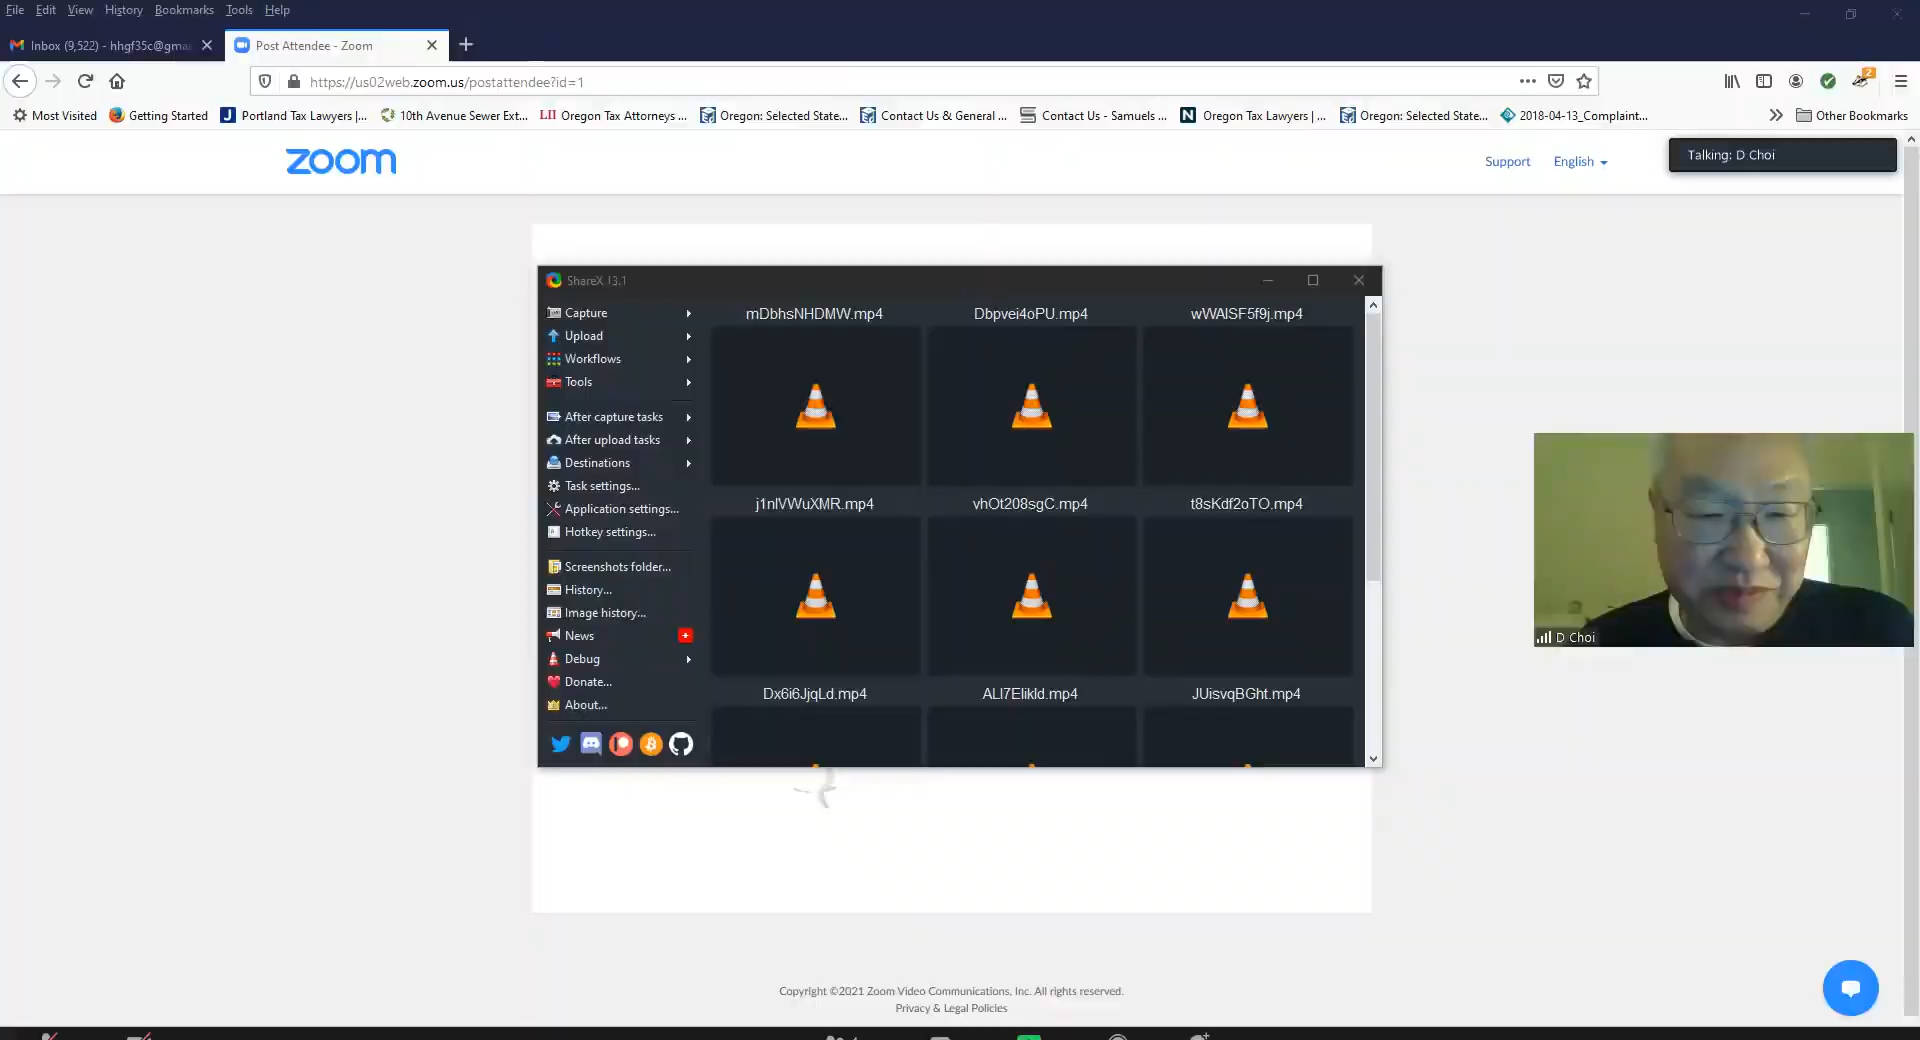 File Edit View History Bookmarks Tools Help
Inbox (9,522) - hhgf35c@gma
Post Attendee - Zoom
https://us02web.zoom.us/postattendee?id=1
2
Most Visited
Getting Started
Portland Tax Lawyers |...
10th Avenue Sewer Ext...
LII Oregon Tax Attorneys ...
Oregon: Selected State...
Contact Us & General ...
Contact Us - Samuels ...
N Oregon Tax Lawyers | ...
Oregon: Selected State...
2018-04-13_Complaint...
Other Bookmarks
zoom
Support
English
Talking: D Choi
ShareX 13.1
Capture
Upload
Workflows
Tools
After capture tasks
After upload tasks
Destinations
Task settings...
Application settings...
Hotkey settings...
Screenshots folder...
History...
Image history...
News
Debug
Donate...
About...
mDbhsNHDMW.mp4
Dbpvei4oPU.mp4
wWAlSF5f9j.mp4
j1nlVWuXMR.mp4
vhOt208sgC.mp4
t8sKdf2oTO.mp4
Dx6i6JjqLd.mp4
ALl7Elikld.mp4
JUisvqBGht.mp4
D Choi
Copyright ©2021 Zoom Video Communications, Inc. All rights reserved.
Privacy & Legal Policies